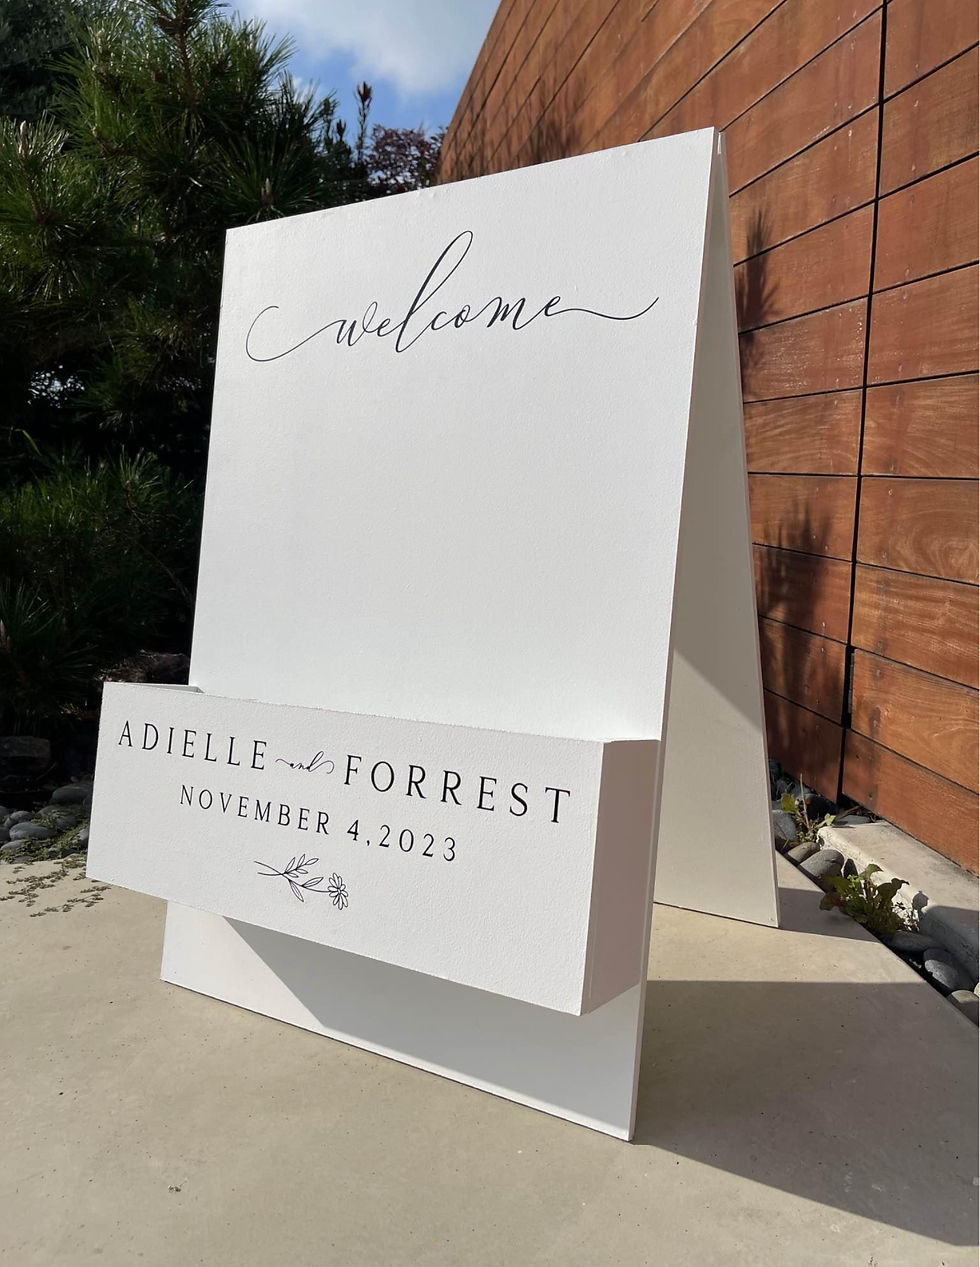 welcome
ADIELLE and FORREST
NOVEMBER 4,2023